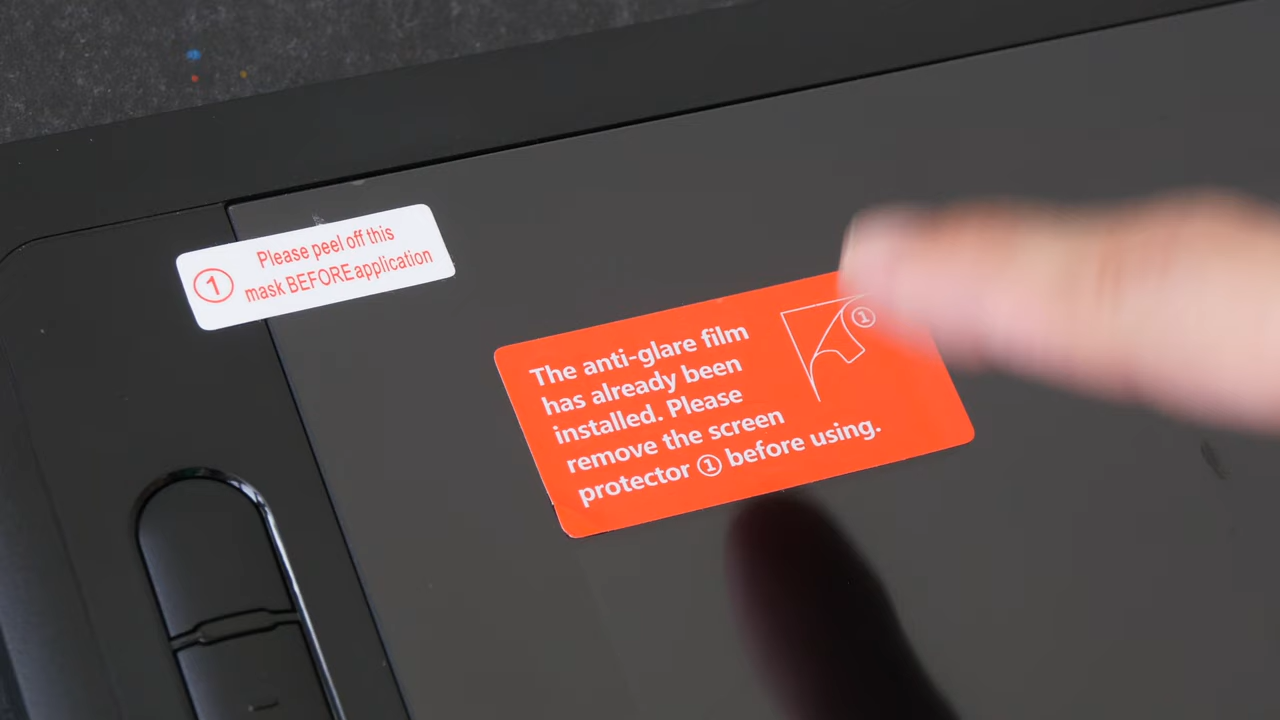 ① Please peel off this
mask BEFORE application
The anti-glare film
has already been
installed. Please
remove the screen
protector ① before using.
①